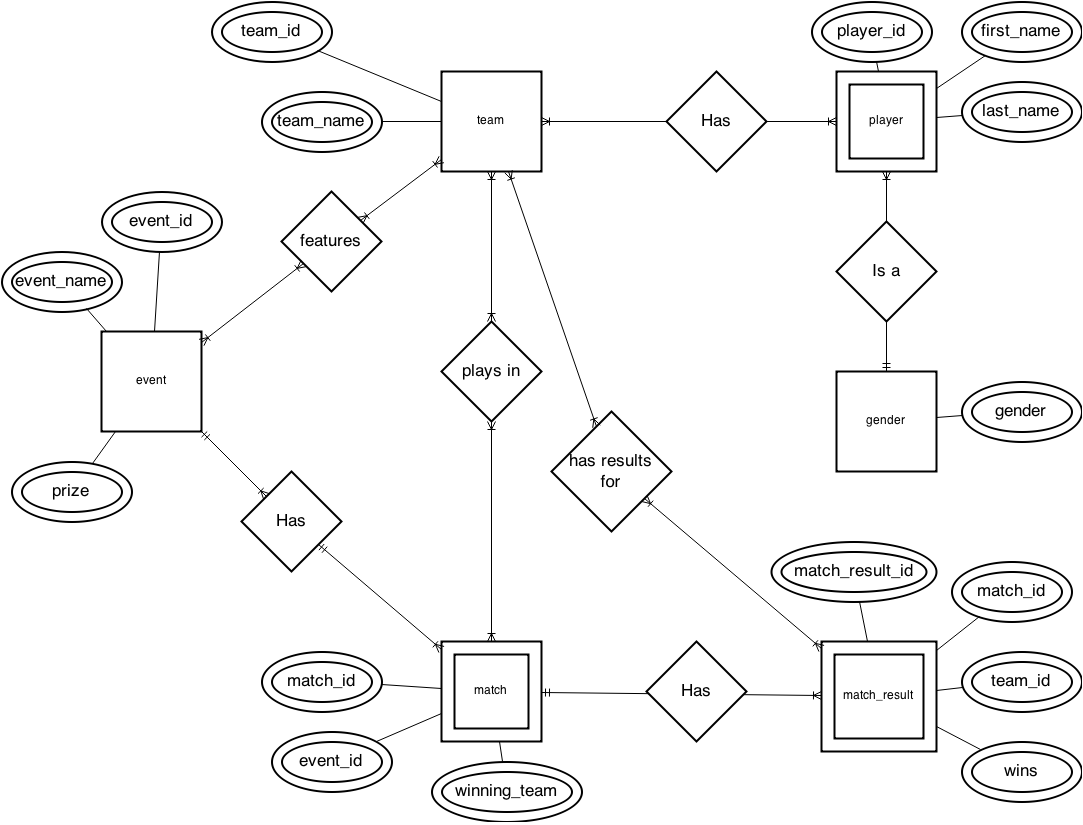 team_id
player_id
first_name
team_name
team
Has
player
last_name
event_id
features
event_name
Is a
event
plays in
gender
gender
prize
has results
for
Has
match_result_id
match_id
match_id
match
Has
match_result
team_id
event_id
winning_team
wins